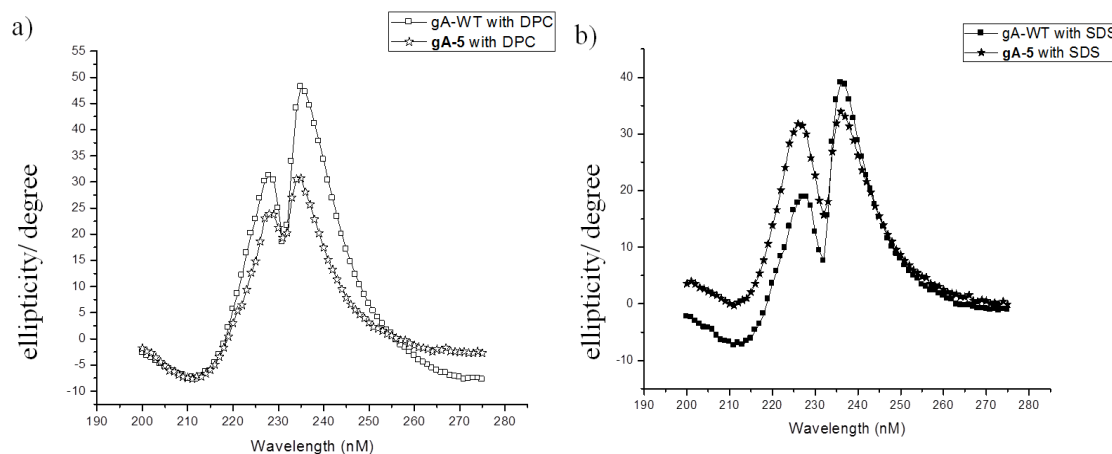 a)
gA-WT with DPC
gA-5 with DPC
55
50
45
40
35
30
25
20
15
10
5
0
-5
-10
ellipticity/ degree
190 200 210 220 230 240 250 260 270 280
Wavelength (nM)
b)
gA-WT with SDS
gA-5 with SDS
40
30
20
10
0
-10
ellipticity/ degree
190 200 210 220 230 240 250 260 270 280
Wavelength (nM)